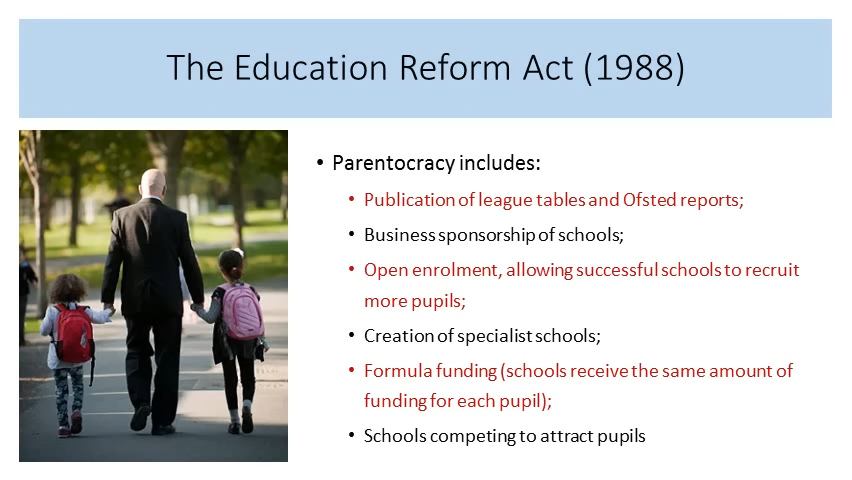 The Education Reform Act (1988)
• Parentocracy includes:
• Publication of league tables and Ofsted reports;
• Business sponsorship of schools;
• Open enrolment, allowing successful schools to recruit
more pupils;
• Creation of specialist schools;
• Formula funding (schools receive the same amount of
funding for each pupil);
• Schools competing to attract pupils